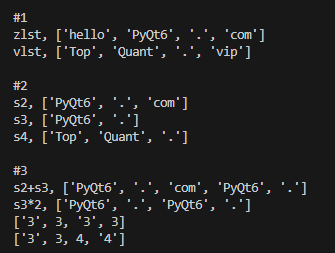 #1
zlst, ['hello', 'PyQt6', '.', 'com']
vlst, ['Top', 'Quant', '.', 'vip']
#2
s2, ['PyQt6', '.', 'com']
s3, ['PyQt6', '.']
s4, ['Top', 'Quant', '.']
#3
s2+s3, ['PyQt6', '.', 'com', 'PyQt6', '.']
s3*2, ['PyQt6', '.', 'PyQt6', '.']
['3', 3, '3', 3]
['3', 3, 4, '4']